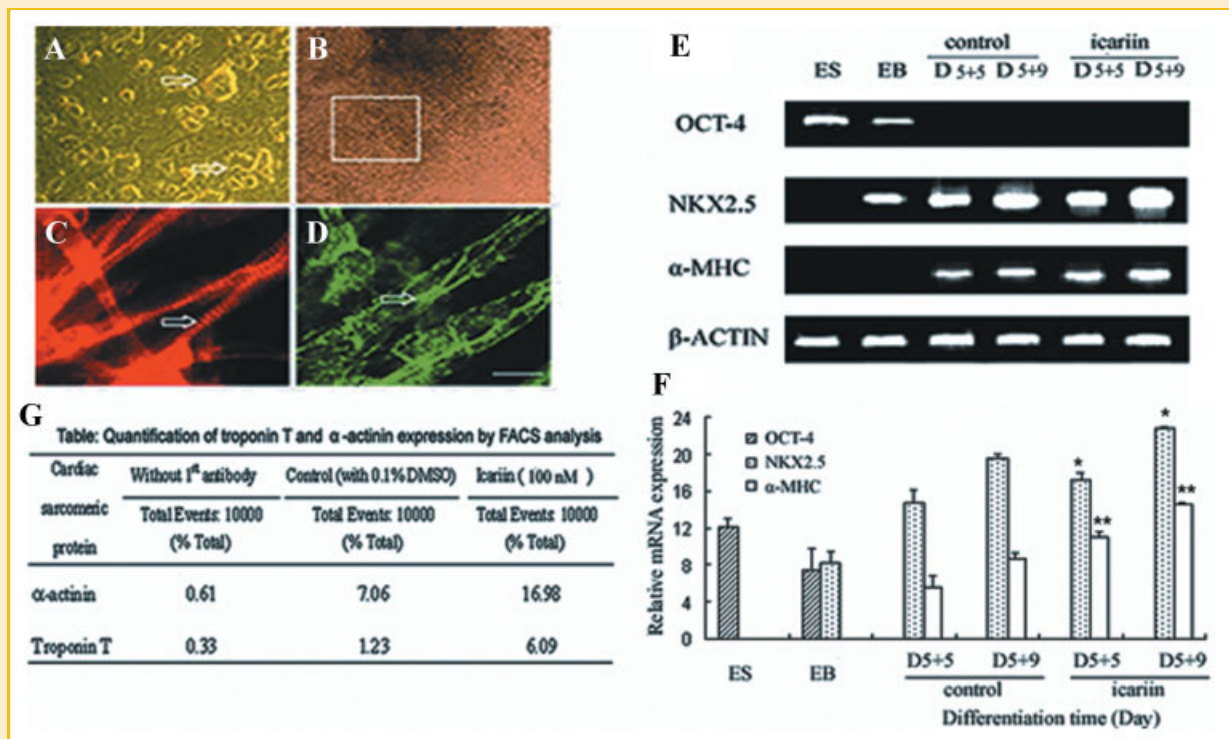 A
B
C
D
E
control
icariin
ES EB D 5+5 D 5+9 D 5+5 D 5+9
OCT-4
NKX2.5
α-MHC
β-ACTIN
G
Table: Quantification of troponin T and α-actinin expression by FACS analysis
Cardiac sarcomeric protein
Without 1st antibody
Control (with 0.1% DMSO)
Icariin ( 100 nM )
Total Events: 10000
(% Total)
Total Events: 10000
(% Total)
Total Events: 10000
(% Total)
α-actinin 0.61 7.06 16.98
Troponin T 0.33 1.23 6.09
F
Relative mRNA expression
24
20
16
12
8
4
0
OCT-4
NKX2.5
α-MHC
*
**
*
**
ES EB D5+5 D5+9 D5+5 D5+9
control icariin
Differentiation time (Day)